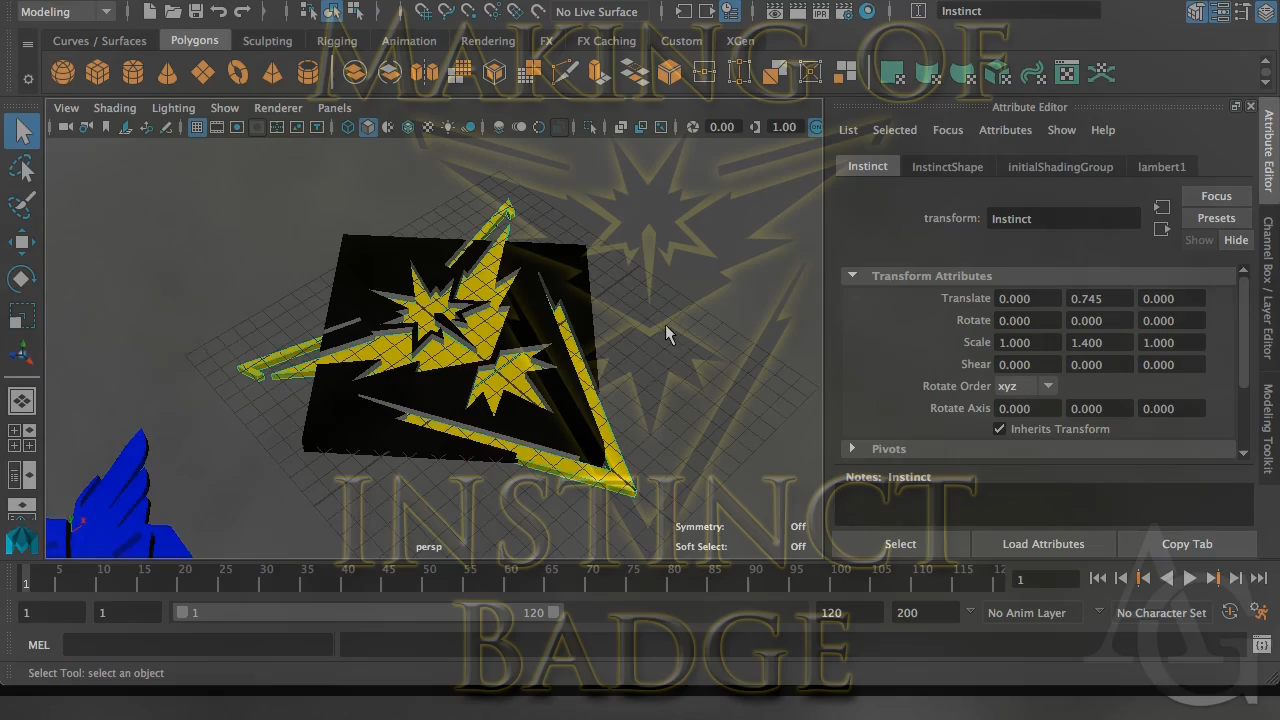 Modeling
No Live Surface
Instinct
Curves / Surfaces Polygons Sculpting Rigging Animation Rendering FX FX Caching Custom XGen
MAKING OF
View Shading Lighting Show Renderer Panels
0.00 1.00 ON
IPR
Attribute Editor
List Selected Focus Attributes Show Help
Instinct InstinctShape initialShadingGroup lambert1
Focus
transform: Instinct
Presets
Show Hide
Transform Attributes
Translate 0.000 0.745 0.000
Rotate 0.000 0.000 0.000
Scale 1.000 1.400 1.000
Shear 0.000 0.000 0.000
Rotate Order xyz
Rotate Axis 0.000 0.000 0.000
Inherits Transform
Pivots
Notes: Instinct
Select Load Attributes Copy Tab
Attribute Editor
Channel Box / Layer Editor
Modeling Toolkit
INSTINCT
Symmetry: Off
Soft Select: Off
persp
1 5 10 15 20 25 30 35 40 45 50 55 60 65 70 75 80 85 90 95 100 105 110 115 12
1
1 1 1 120 120 200 No Anim Layer No Character Set
BADGE
MEL
Select Tool: select an object
AG